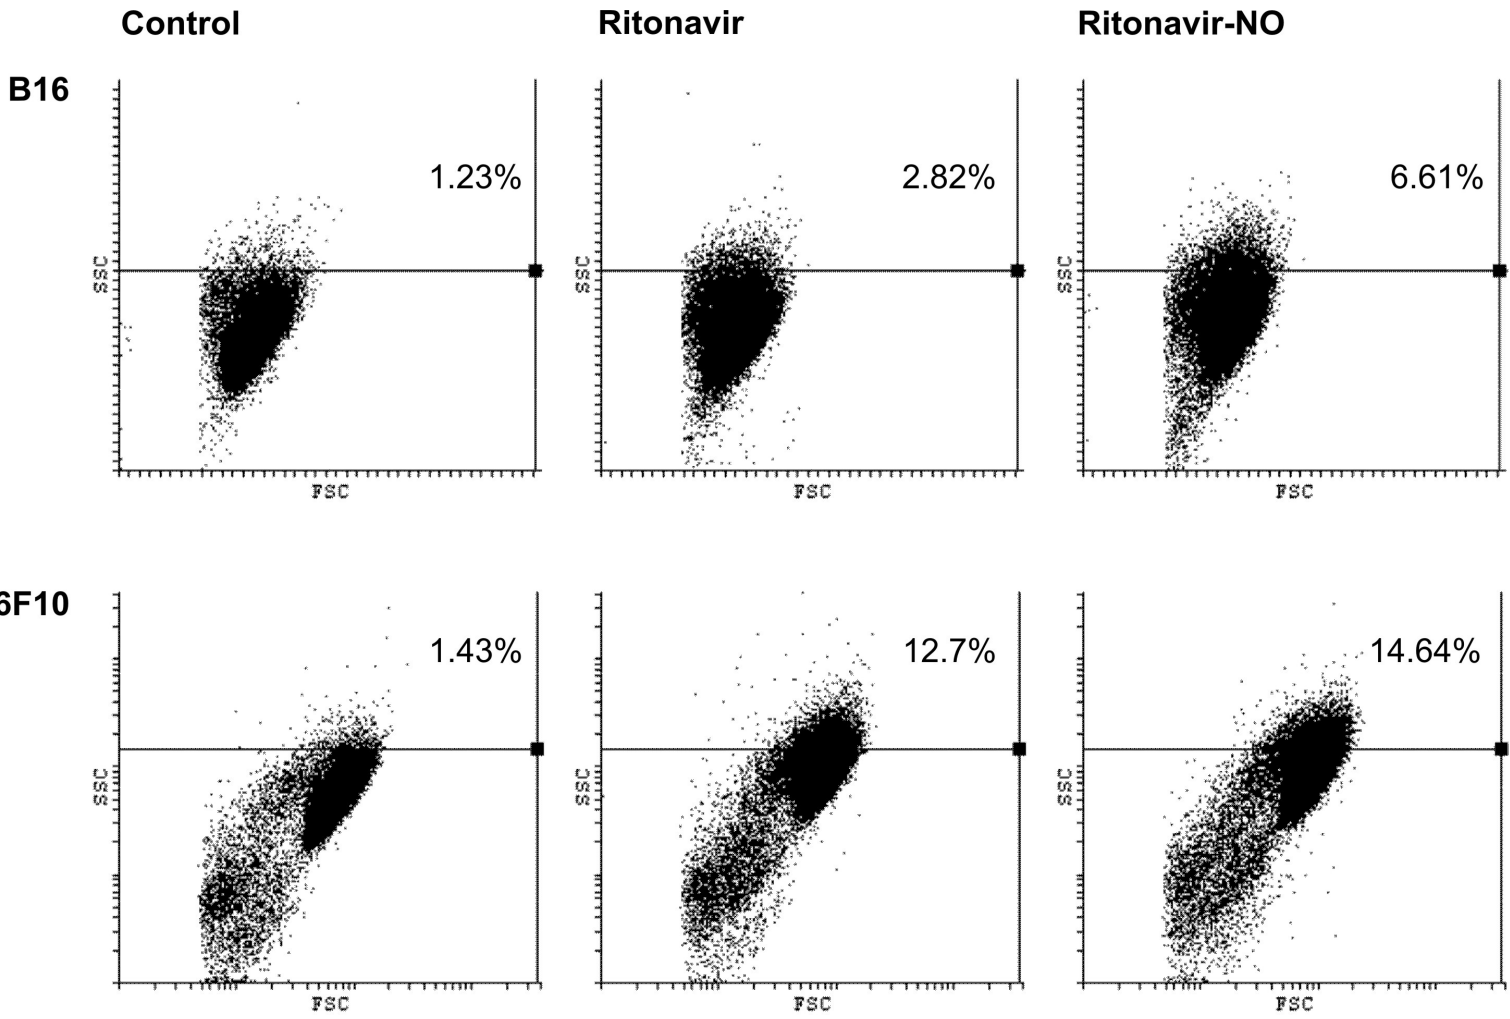 Control Ritonavir Ritonavir-NO
B16
1.23% 2.82% 6.61%
SSC SSC SSC
FSC FSC FSC
6F10
1.43% 12.7% 14.64%
SSC SSC SSC
FSC FSC FSC